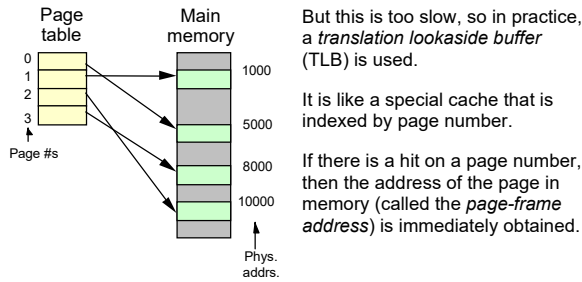 Page
table
Main
memory
0
1
2
3
Page #s
1000
5000
8000
10000
Phys.
addrs.
But this is too slow, so in practice,
a translation lookaside buffer
(TLB) is used.
It is like a special cache that is
indexed by page number.
If there is a hit on a page number,
then the address of the page in
memory (called the page-frame
address) is immediately obtained.